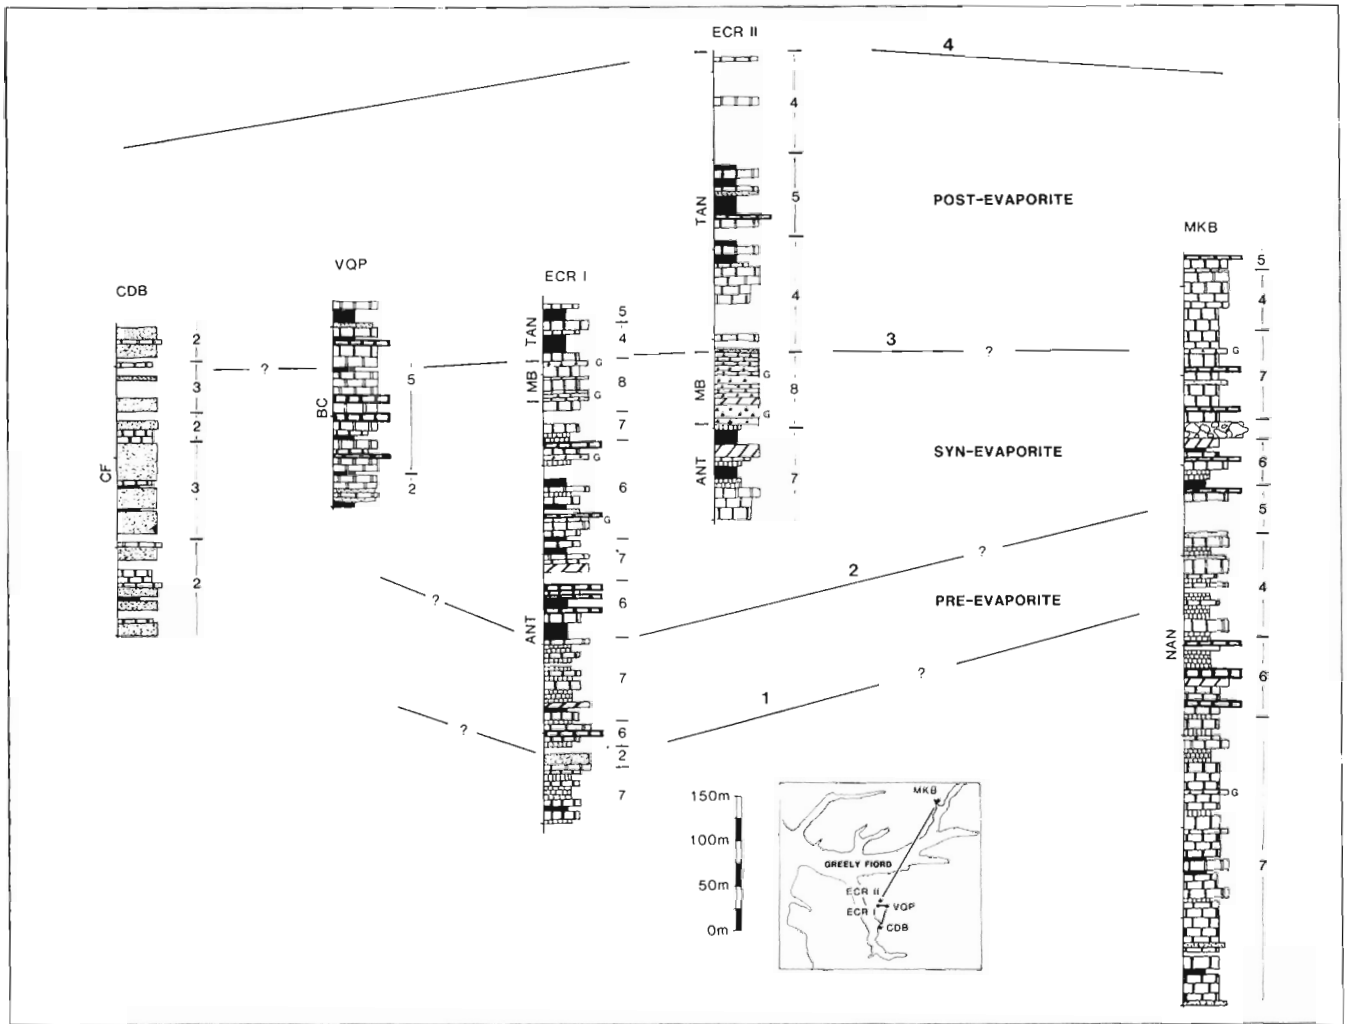 ECR II
4
4
TAN
5
POST-EVAPORITE
4
MKB
5
4
VQP
ECR I
CDB
2
?
3
2
CF
3
2
BC
5
2
TAN
5
4
MB
G
8
G
7
G
6
G
7
6
ANT
7
6
2
7
3
?
MB
G
8
G
ANT
7
SYN-EVAPORITE
G
7
6
5
?
?
2
PRE-EVAPORITE
4
NAN
6
?
?
1
G
7
150m
100m
50m
0m
MKB
GREELY FIORD
ECR II
ECR I
VQP
CDB